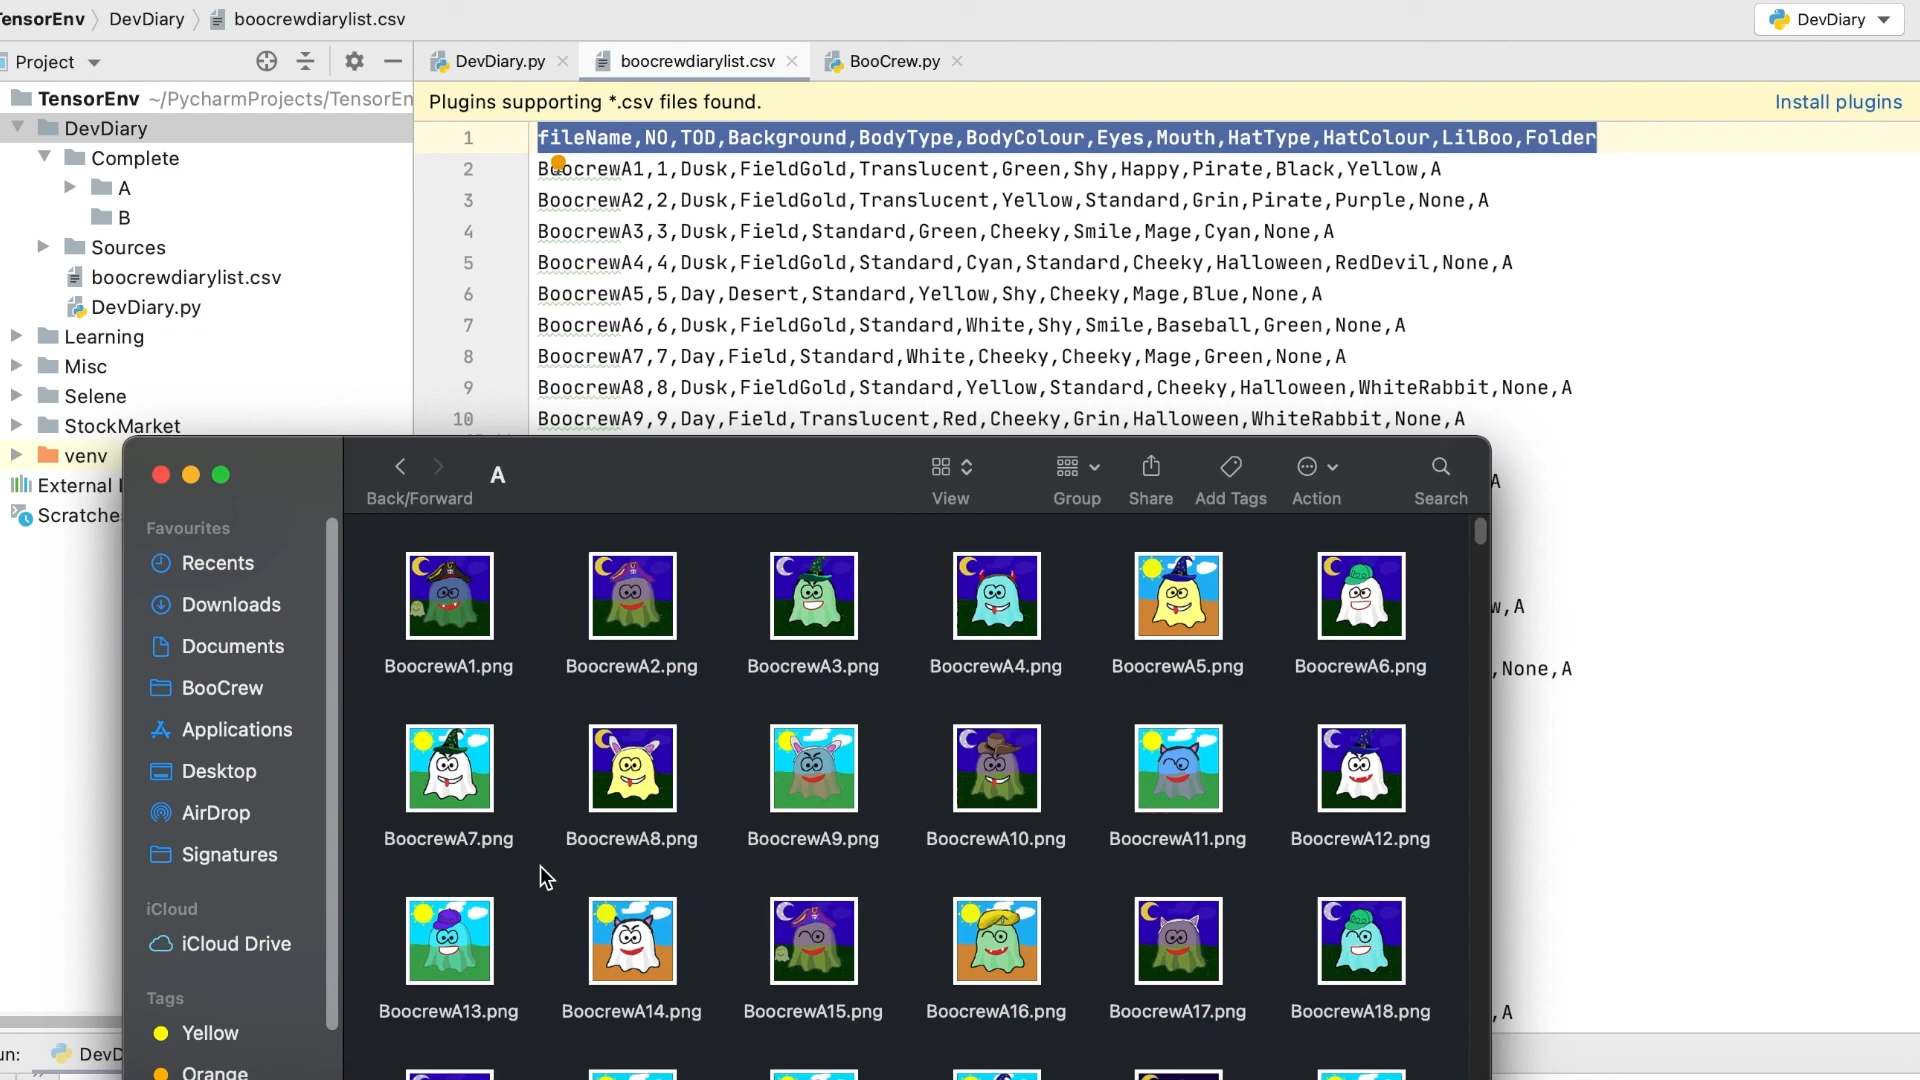 TensorEnv DevDiary boocrewdiarylist.csv
DevDiary
Project
DevDiary.py boocrewdiarylist.csv BooCrew.py
TensorEnv ~/PycharmProjects/TensorEn
Plugins supporting *.csv files found. Install plugins
DevDiary
Complete
A
B
Sources
boocrewdiarylist.csv
DevDiary.py
Learning
Misc
Selene
StockMarket
venv
External
Scratche
1 fileName,NO,TOD,Background,BodyType,BodyColour,Eyes,Mouth,HatType,HatColour,LilBoo,Folder
2 BoocrewA1,1,Dusk,FieldGold,Translucent,Green,Shy,Happy,Pirate,Black,Yellow,A
3 BoocrewA2,2,Dusk,FieldGold,Translucent,Yellow,Standard,Grin,Pirate,Purple,None,A
4 BoocrewA3,3,Dusk,Field,Standard,Green,Cheeky,Smile,Mage,Cyan,None,A
5 BoocrewA4,4,Dusk,FieldGold,Standard,Cyan,Standard,Cheeky,Halloween,RedDevil,None,A
6 BoocrewA5,5,Day,Desert,Standard,Yellow,Shy,Cheeky,Mage,Blue,None,A
7 BoocrewA6,6,Dusk,FieldGold,Standard,White,Shy,Smile,Baseball,Green,None,A
8 BoocrewA7,7,Day,Field,Standard,White,Cheeky,Cheeky,Mage,Green,None,A
9 BoocrewA8,8,Dusk,FieldGold,Standard,Yellow,Standard,Cheeky,Halloween,WhiteRabbit,None,A
10 BoocrewA9,9,Day,Field,Translucent,Red,Cheeky,Grin,Halloween,WhiteRabbit,None,A
A
w,A
,None,A
,A
A
Back/Forward View Group Share Add Tags Action Search
Favourites
Recents
Downloads
Documents
BooCrew
Applications
Desktop
AirDrop
Signatures
iCloud
iCloud Drive
Tags
Yellow
Orange
BoocrewA1.png BoocrewA2.png BoocrewA3.png BoocrewA4.png BoocrewA5.png BoocrewA6.png
BoocrewA7.png BoocrewA8.png BoocrewA9.png BoocrewA10.png BoocrewA11.png BoocrewA12.png
BoocrewA13.png BoocrewA14.png BoocrewA15.png BoocrewA16.png BoocrewA17.png BoocrewA18.png
un: DevD